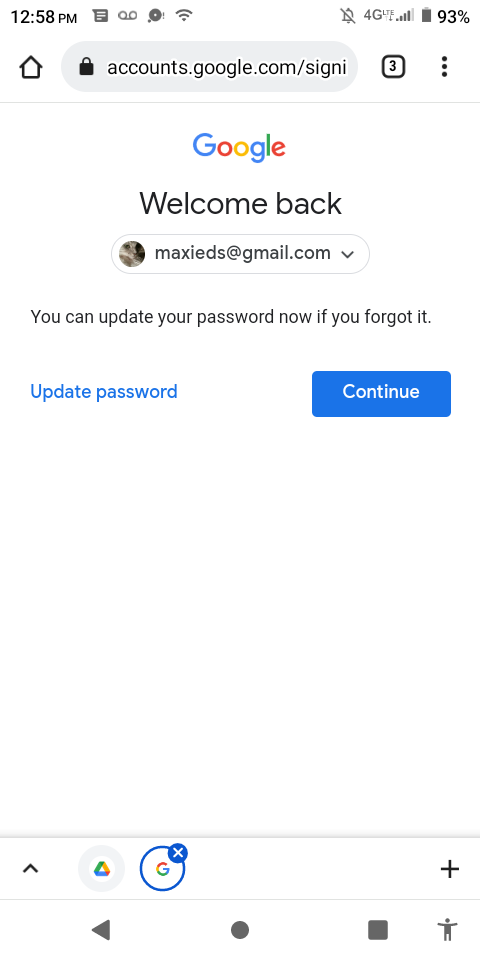 12:58 PM 4G LTE 93%
accounts.google.com/signi 3
Google
Welcome back
maxieds@gmail.com
You can update your password now if you forgot it.
Update password Continue